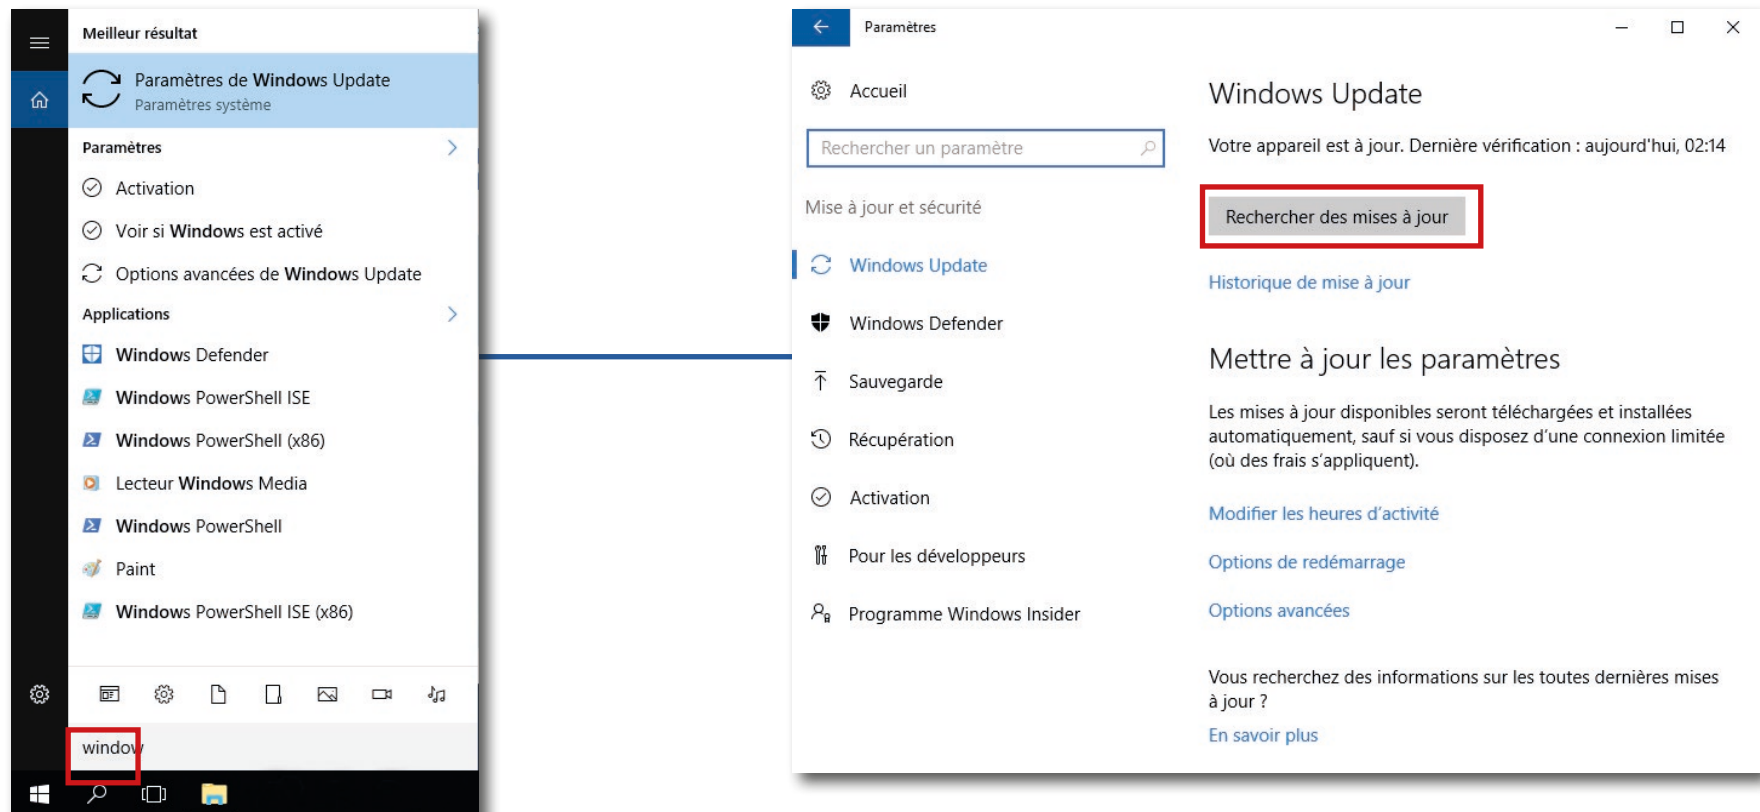 Meilleur résultat
Paramètres de Windows Update
Paramètres système
Paramètres
Activation
Voir si Windows est activé
Options avancées de Windows Update
Applications
Windows Defender
Windows PowerShell ISE
Windows PowerShell (x86)
Lecteur Windows Media
Windows PowerShell
Paint
Windows PowerShell ISE (x86)
window
Paramètres
Accueil
Rechercher un paramètre
Mise à jour et sécurité
Windows Update
Windows Defender
Sauvegarde
Récupération
Activation
Pour les développeurs
Programme Windows Insider
Windows Update
Votre appareil est à jour. Dernière vérification : aujourd'hui, 02:14
Rechercher des mises à jour
Historique de mise à jour
Mettre à jour les paramètres
Les mises à jour disponibles seront téléchargées et installées
automatiquement, sauf si vous disposez d’une connexion limitée
(où des frais s’appliquent).
Modifier les heures d’activité
Options de redémarrage
Options avancées
Vous recherchez des informations sur les toutes dernières mises
à jour ?
En savoir plus